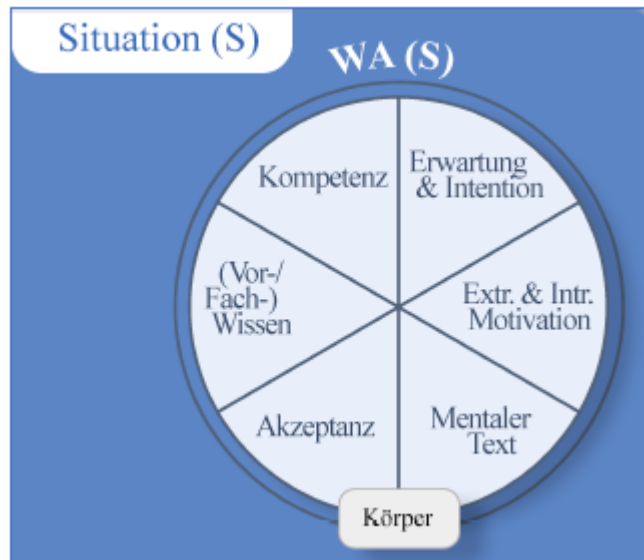 Situation (S)
WA (S)
Kompetenz
Erwartung
& Intention
(Vor-/
Fach-)
Wissen
Extr. & Intr.
Motivation
Akzeptanz
Mentaler
Text
Körper